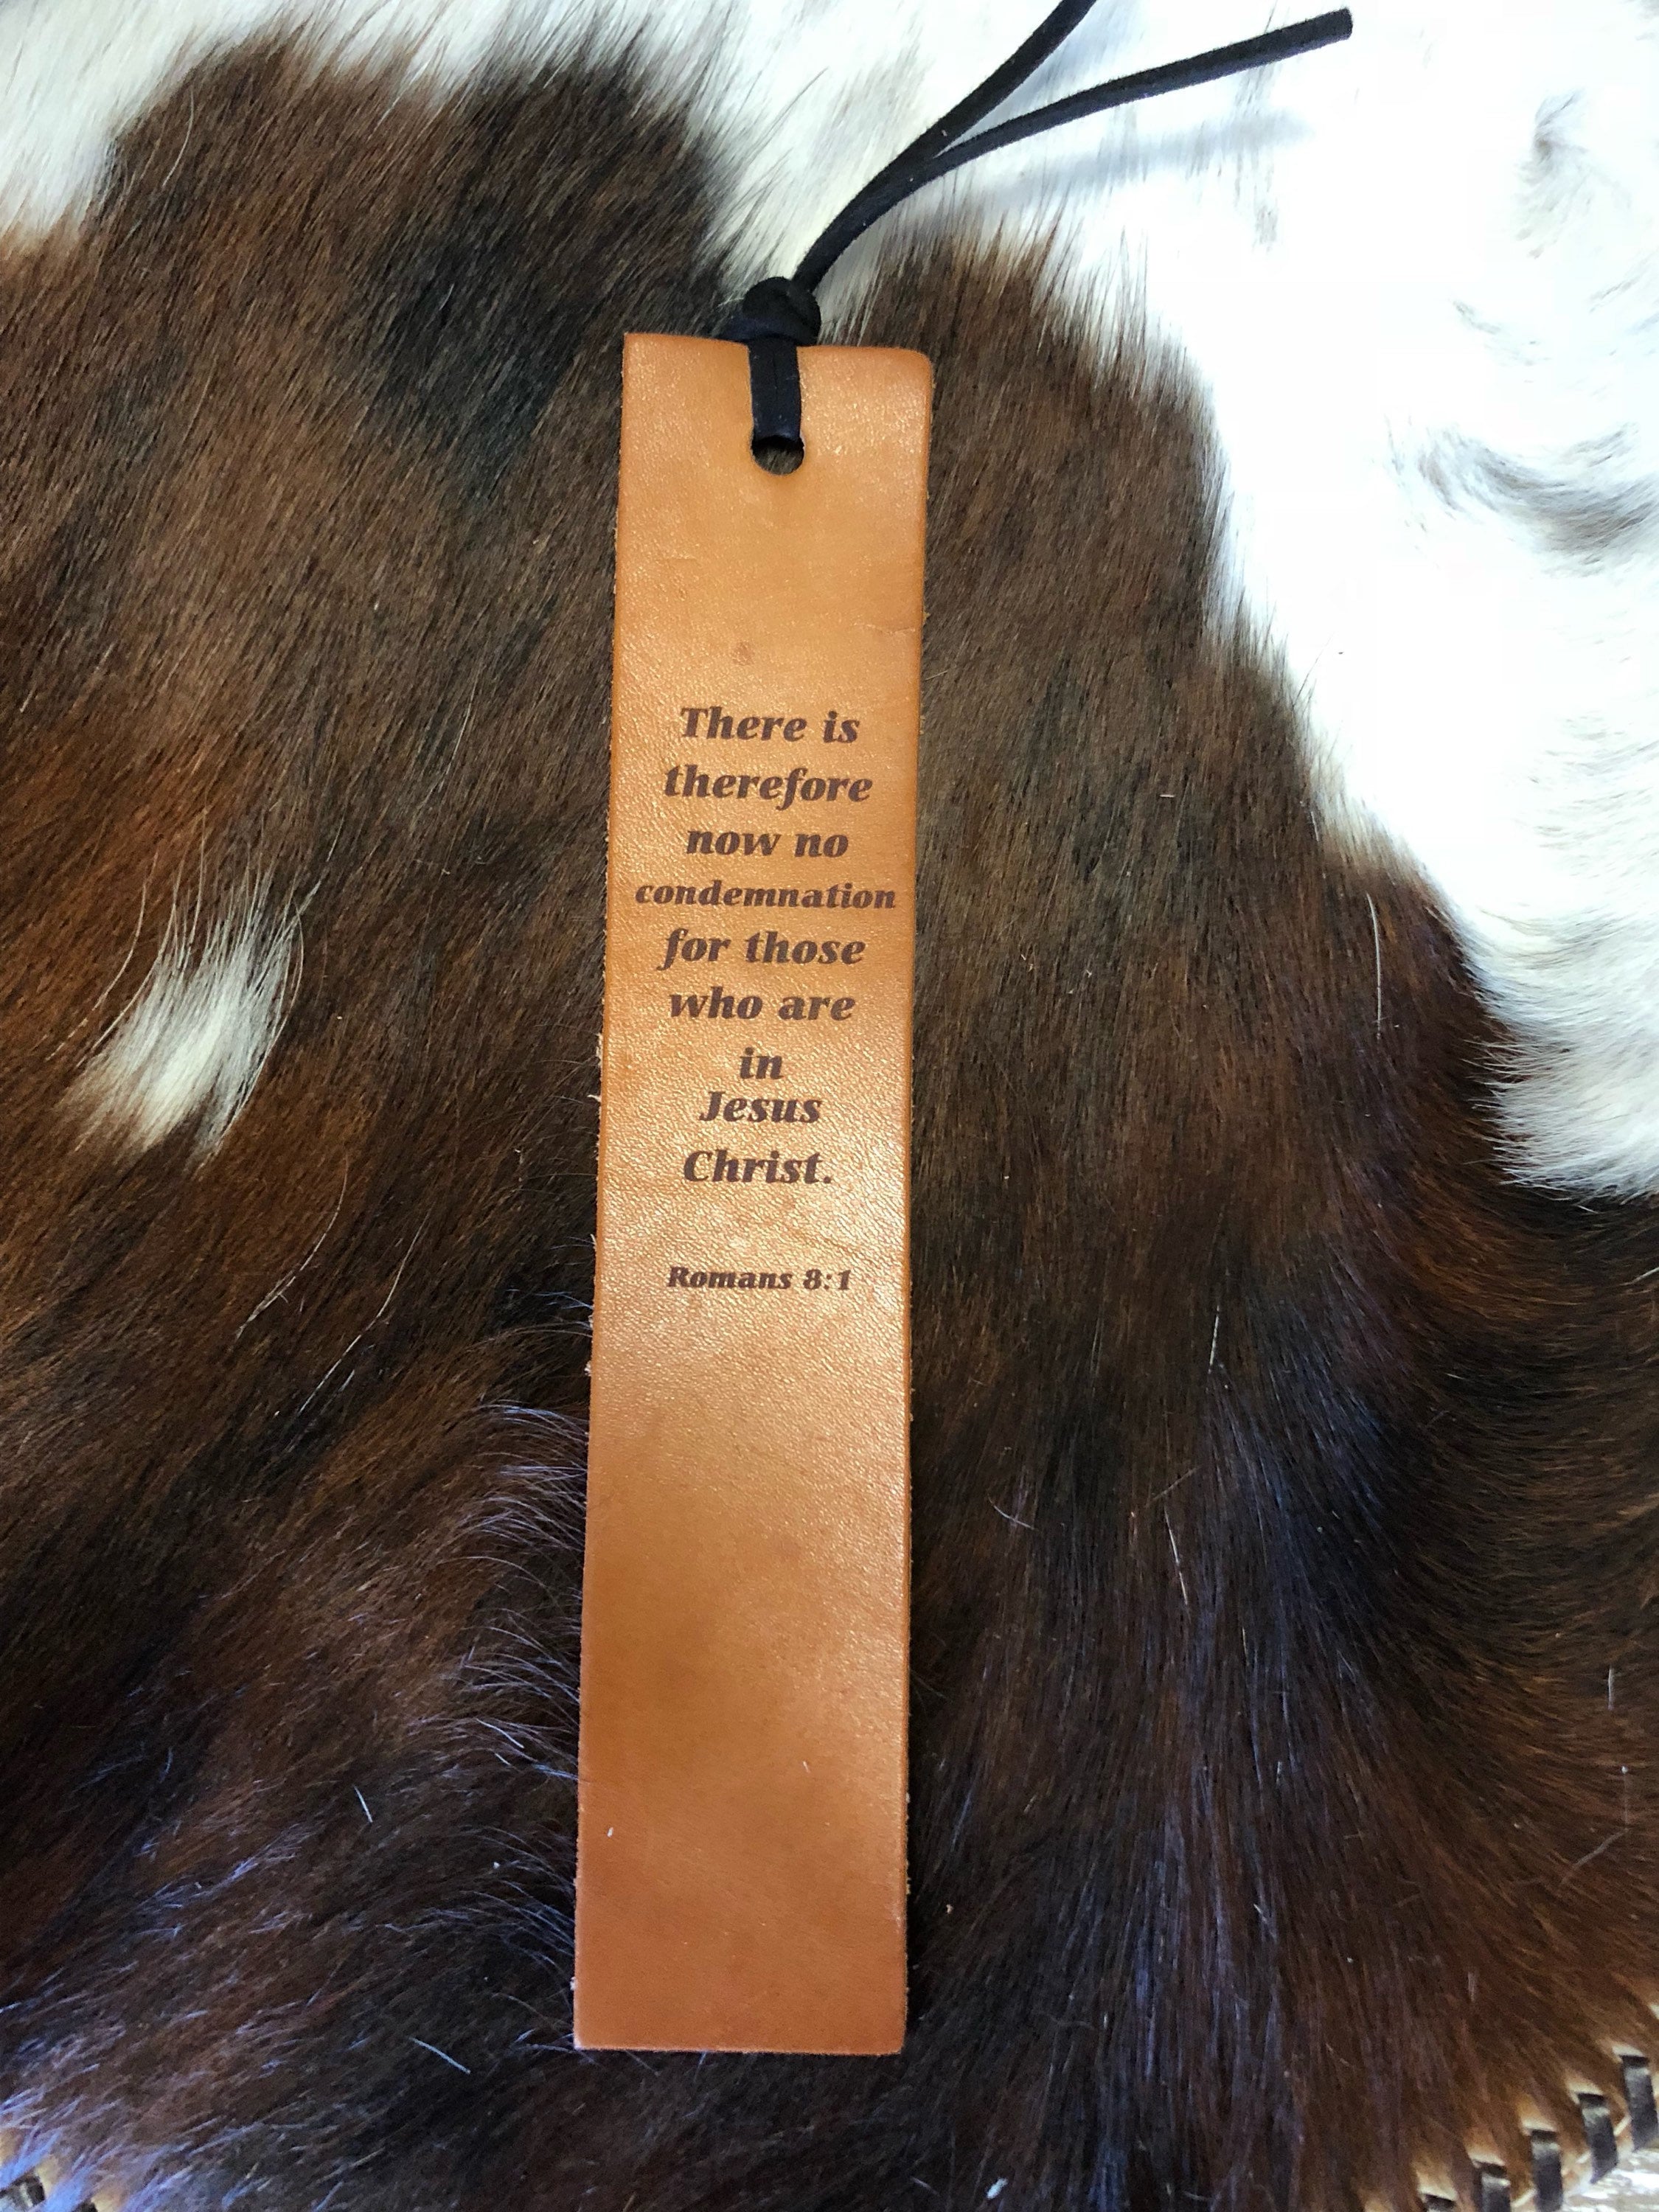 There is
therefore
now no
condemnation
for those
who are
in
Jesus
Christ.
Romans 8:1